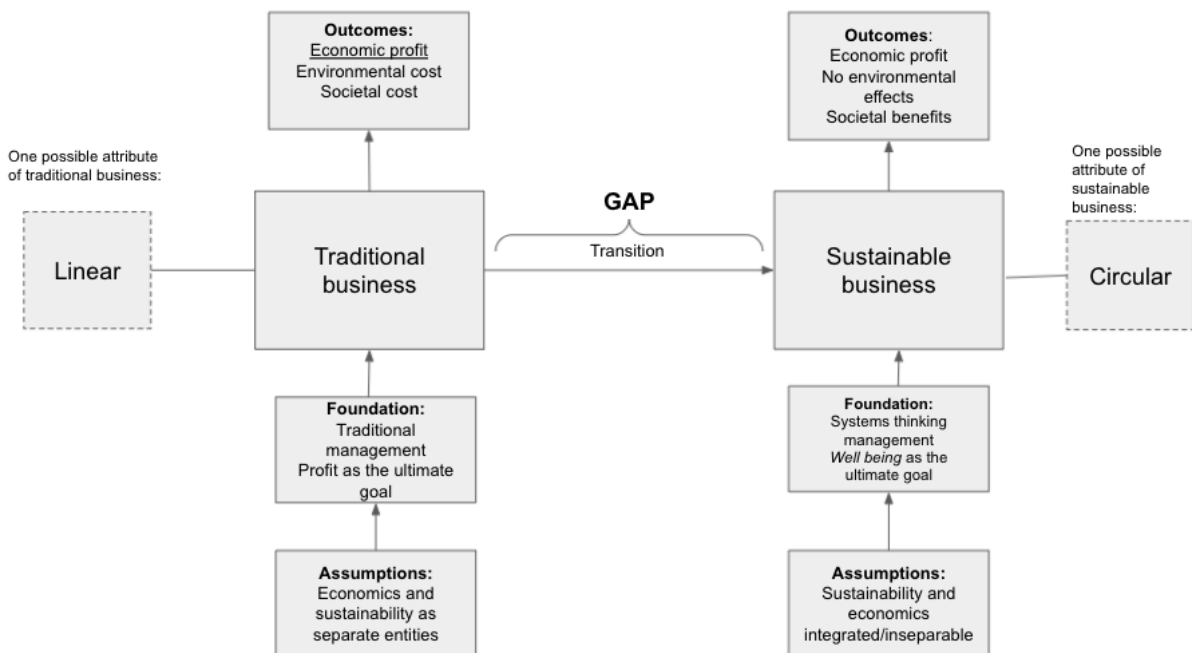 Outcomes:
Economic profit
Environmental cost
Societal cost
Outcomes:
Economic profit
No environmental
effects
Societal benefits
One possible attribute
of traditional business:
One possible
attribute of
sustainable
business:
Linear
Traditional
business
GAP
Transition
Sustainable
business
Circular
Foundation:
Traditional
management
Profit as the ultimate
goal
Foundation:
Systems thinking
management
Well being as the
ultimate goal
Assumptions:
Economics and
sustainability as
separate entities
Assumptions:
Sustainability and
economics
integrated/inseparable